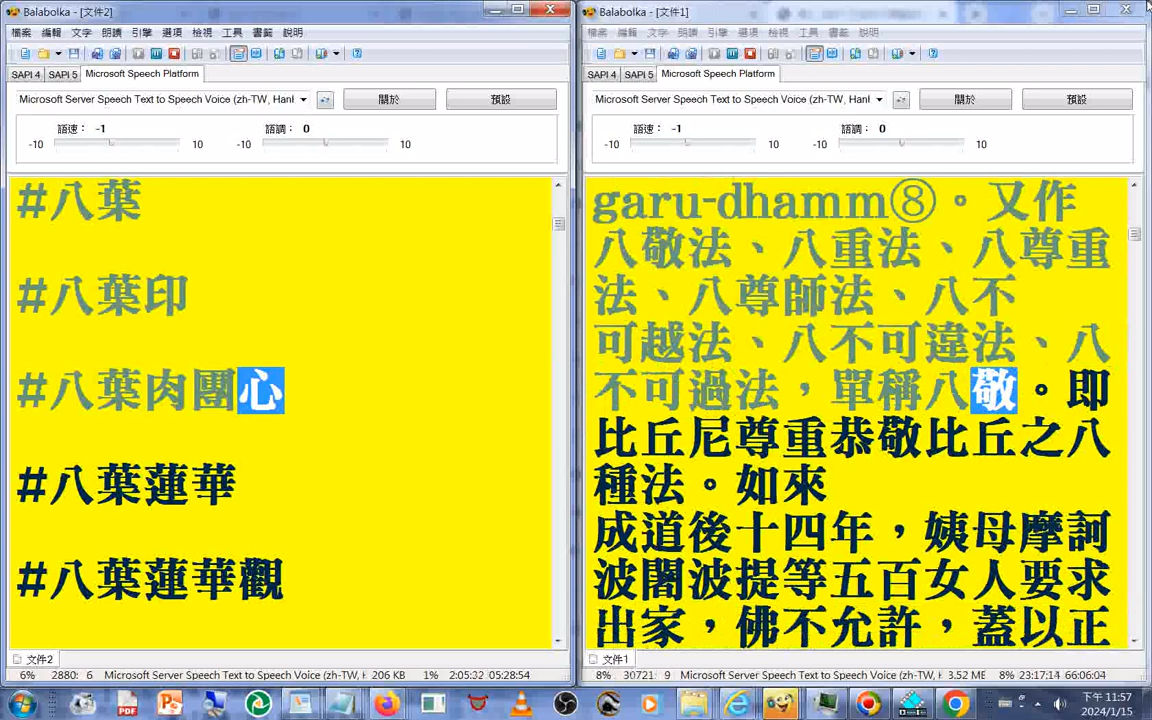 Balabolka - [文件2]
檔案 編輯 文字 朗讀 引擎 選項 檢視 工具 書籤 說明
SAPI 4 SAPI 5 Microsoft Speech Platform
Microsoft Server Speech Text to Speech Voice (zh-TW, Hanl
關於
預設
語速： -1
語調： 0
-10 10 -10 10
#八葉
#八葉印
#八葉肉團心
#八葉蓮華
#八葉蓮華觀
文件2
6% 2880: 6 Microsoft Server Speech Text to Speech Voice (zh-TW, H 206 KB 1% 2:05:32 05:28:54
Balabolka - [文件1]
檔案 編輯 文字 朗讀 引擎 選項 檢視 工具 書籤 說明
SAPI 4 SAPI 5 Microsoft Speech Platform
Microsoft Server Speech Text to Speech Voice (zh-TW, Hanl
關於
預設
語速： -1
語調： 0
-10 10 -10 10
garu-dhamm⑧。又作
八敬法、八重法、八尊重
法、八尊師法、八不
可越法、八不可違法、八
不可過法，單稱八敬。即
比丘尼尊重恭敬比丘之八
種法。如來
成道後十四年，姨母摩訶
波闍波提等五百女人要求
出家，佛不允許，蓋以正
文件1
8% 30721: 9 Microsoft Server Speech Text to Speech Voice (zh-TW, H 3.52 ME 8% 23:17:14 66:06:04
下午 11:57
2024/1/15